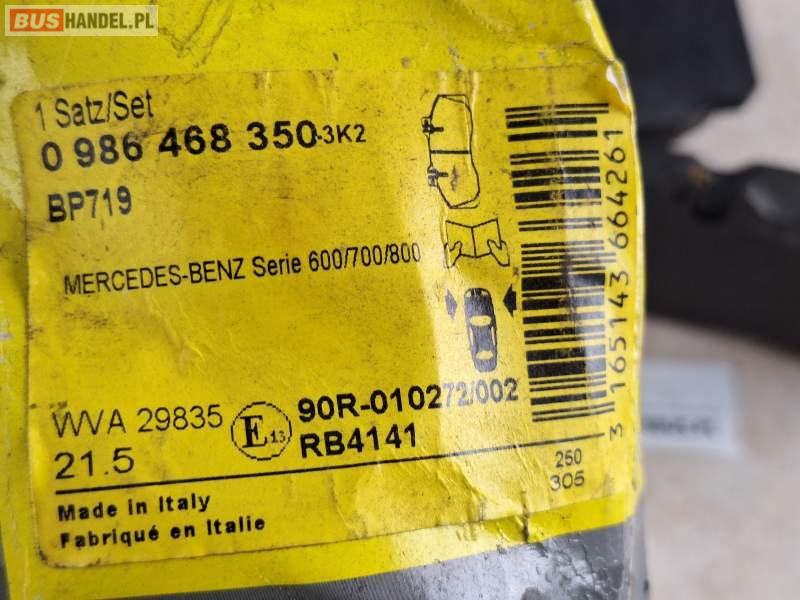 BUSHANDEL.PL
1 Satz/Set
0 986 468 350-3K2
BP719
MERCEDES-BENZ Serie 600/700/800
WVA 29835
21.5
E13
90R-010272/002
RB4141
Made in Italy
Fabriqué en Italie
250
305
3 165143 664261